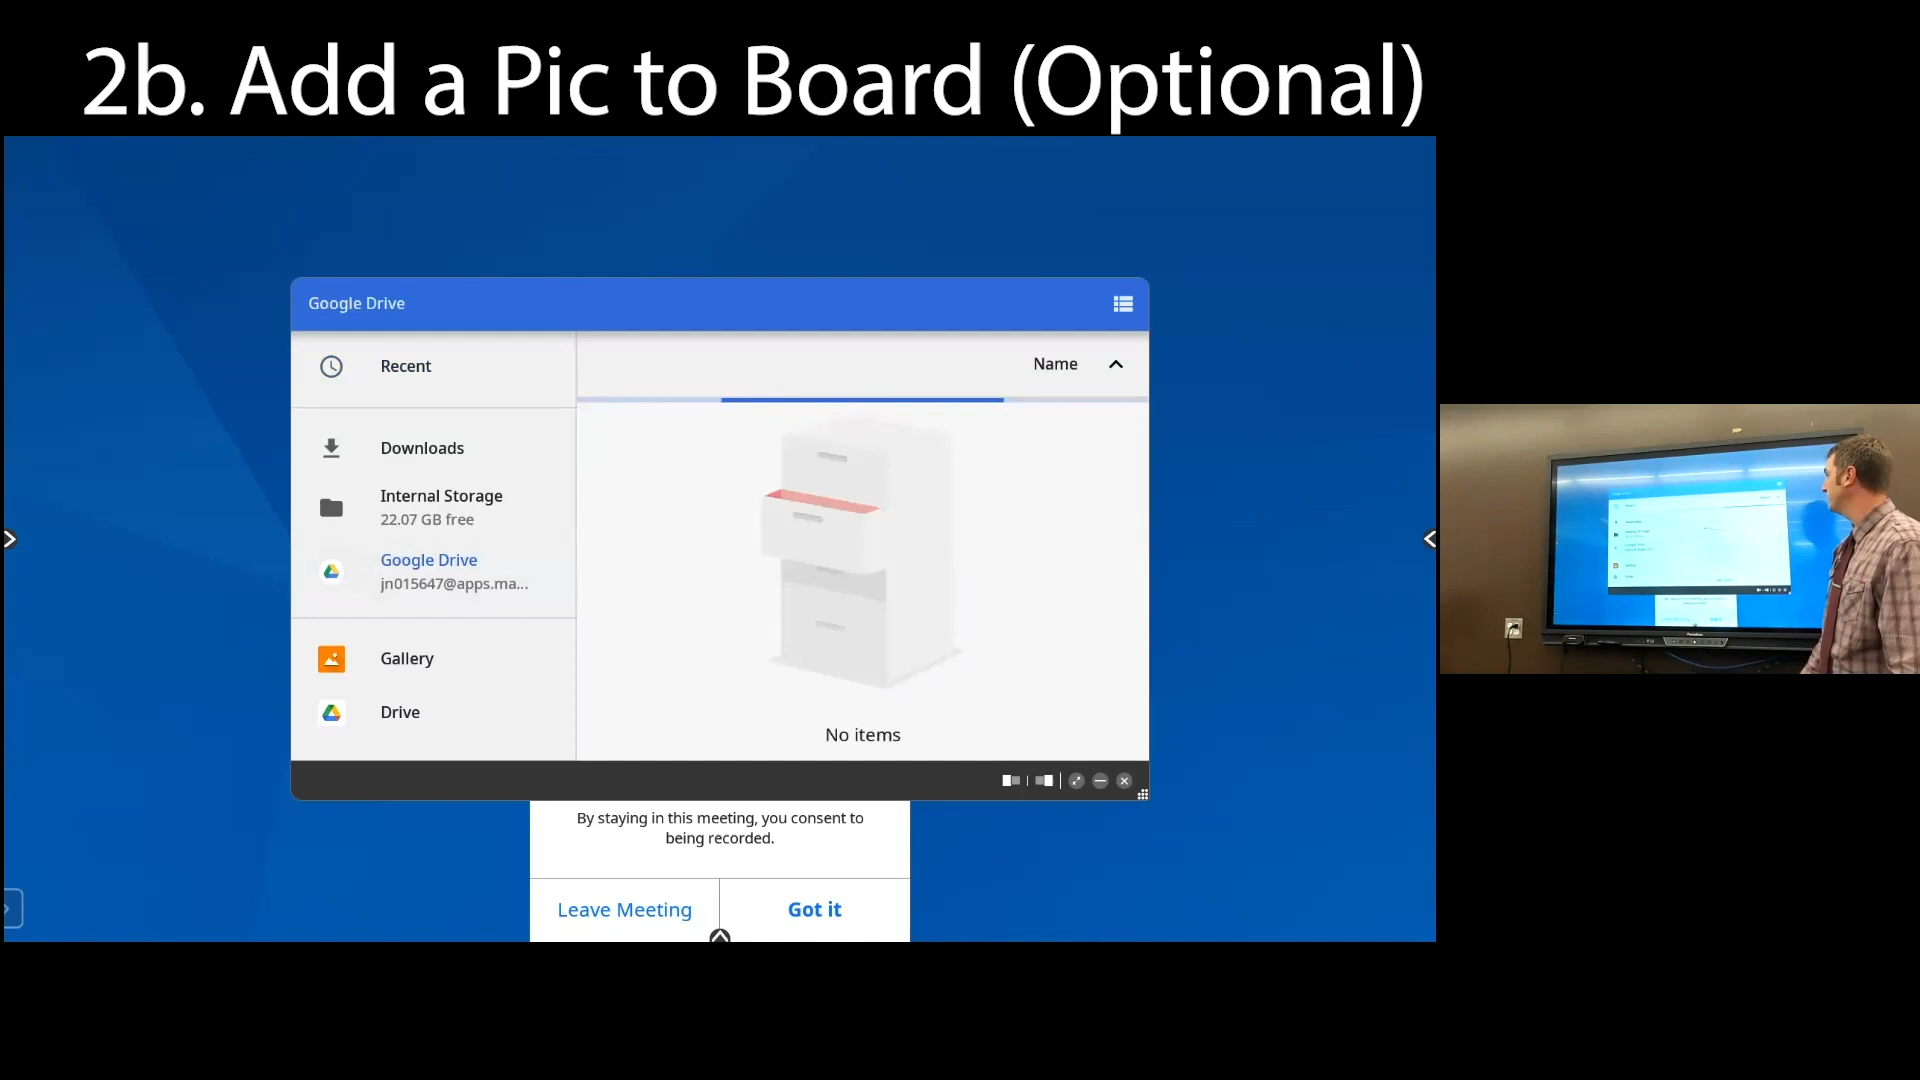 2b. Add a Pic to Board (Optional)
Google Drive
Recent
Name
Downloads
Internal Storage
22.07 GB free
Google Drive
jn015647@apps.ma...
Gallery
Drive
No items
By staying in this meeting, you consent to
being recorded.
Leave Meeting
Got it